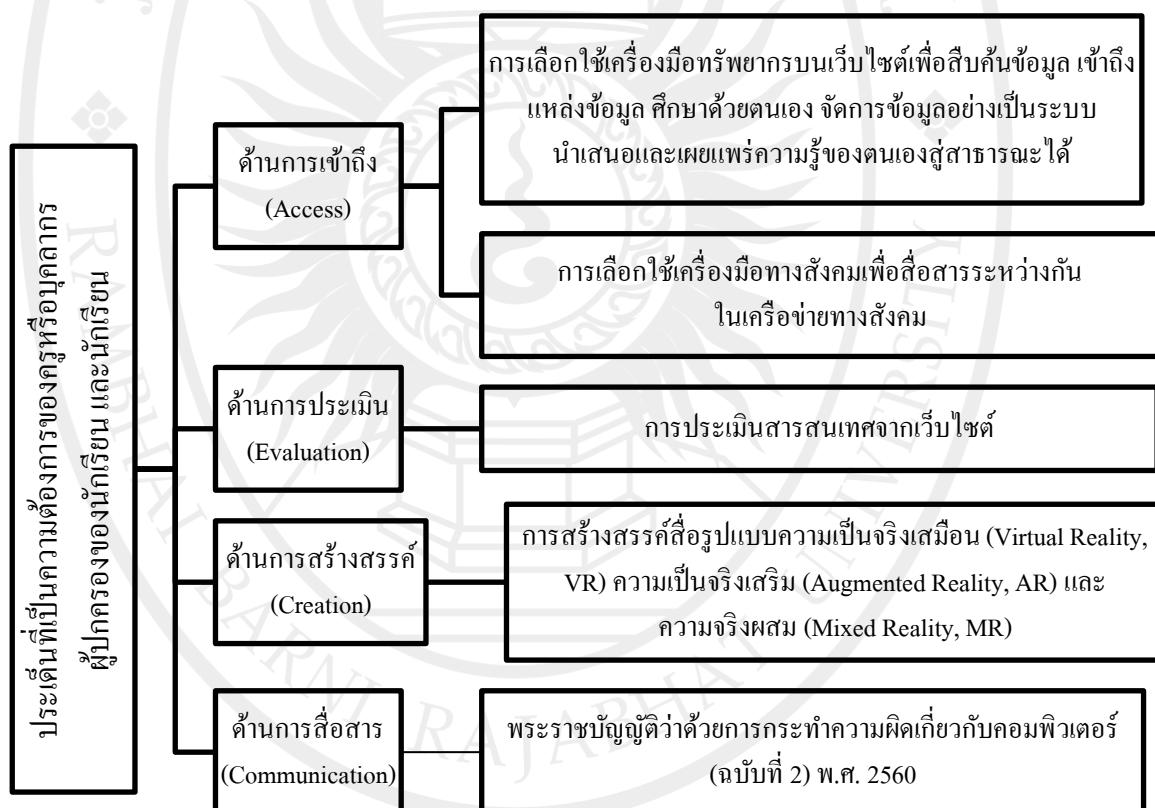 ประเด็นที่เป็นความต้องการของครูหรือบุคลากร
ผู้ปกครองของนักเรียน และนักเรียน
ด้านการเข้าถึง
(Access)
การเลือกใช้เครื่องมือทรัพยากรบนเว็บไซต์เพื่อสืบค้นข้อมูล เข้าถึง
แหล่งข้อมูล ศึกษาด้วยตนเอง จัดการข้อมูลอย่างเป็นระบบ
นำเสนอและเผยแพร่ความรู้ของตนเองสู่สาธารณะได้
การเลือกใช้เครื่องมือทางสังคมเพื่อสื่อสารระหว่างกัน
ในเครือข่ายทางสังคม
ด้านการประเมิน
(Evaluation)
การประเมินสารสนเทศจากเว็บไซต์
ด้านการสร้างสรรค์
(Creation)
การสร้างสรรค์สื่อรูปแบบความเป็นจริงเสมือน (Virtual Reality,
VR) ความเป็นจริงเสริม (Augmented Reality, AR) และ
ความจริงผสม (Mixed Reality, MR)
ด้านการสื่อสาร
(Communication)
พระราชบัญญัติว่าด้วยการกระทำความผิดเกี่ยวกับคอมพิวเตอร์
(ฉบับที่ 2) พ.ศ. 2560
RAMBHAI BARNI RAJABHAT UNIVERSITY